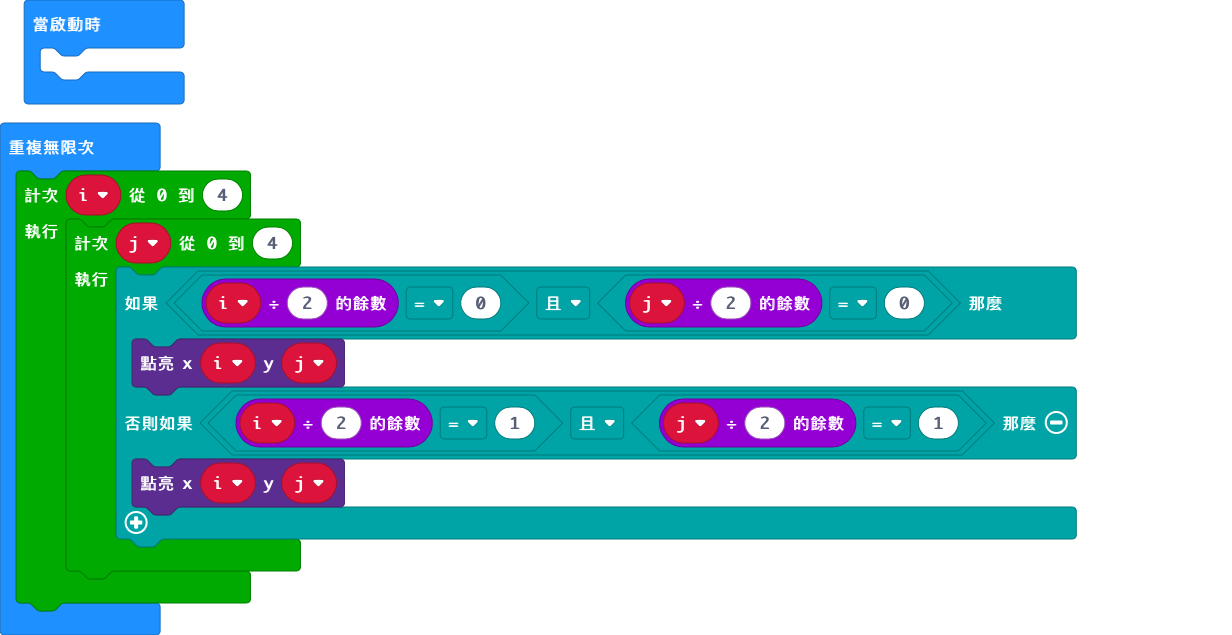 當啟動時
重複無限次
計次 i 從 0 到 4
執行
計次 j 從 0 到 4
執行
如果 i ÷ 2 的餘數 = 0 且 j ÷ 2 的餘數 = 0 那麼
點亮 x i y j
否則如果 i ÷ 2 的餘數 = 1 且 j ÷ 2 的餘數 = 1 那麼
點亮 x i y j